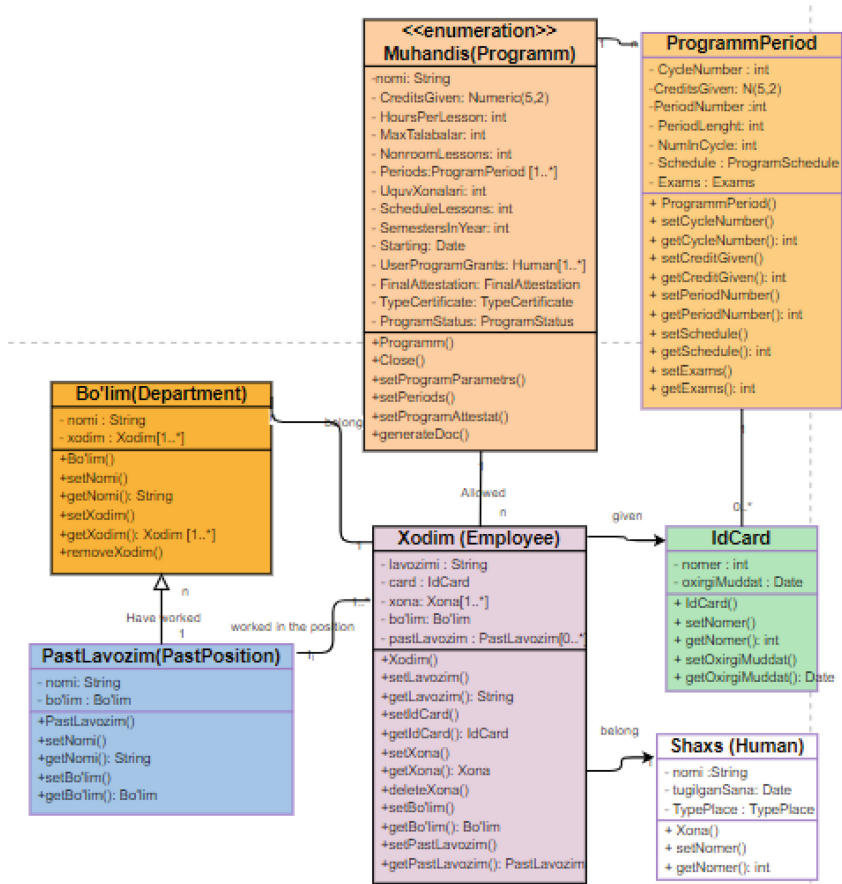 <<enumeration>>
Muhandis(Programm)
-nomi: String
- CreditsGiven: Numeric(5,2)
- HoursPerLesson: int
- MaxTalabalar: int
- NonroomLessons: int
- Periods:ProgramPeriod [1..*]
- UquvXonalari: int
- ScheduleLessons: int
- SemestersInYear: int
- Starting: Date
- UserProgramGrants: Human[1..*]
- FinalAttestation: FinalAttestation
- TypeCertificate: TypeCertificate
- ProgramStatus: ProgramStatus
+Programm()
+Close()
+setProgramParametrs()
+setPeriods()
+setProgramAttestat()
+generateDoc()
1
n
ProgrammPeriod
- CycleNumber : int
-CreditsGiven: N(5,2)
-PeriodNumber :int
- PeriodLenght: int
- NumInCycle: int
- Schedule : ProgramSchedule
- Exams : Exams
+ ProgrammPeriod()
+ setCycleNumber()
+ getCycleNumber(): int
+ setCreditGiven()
+ getCreditGiven(): int
+ setPeriodNumber()
+ getPeriodNumber(): int
+ setSchedule()
+ getSchedule(): int
+ setExams()
+ getExams(): int
Bo'lim(Department)
- nomi : String
- xodim : Xodim[1..*]
+Bo'lim()
+setNomi()
+getNomi(): String
+setXodim()
+getXodim(): Xodim [1..*]
+removeXodim()
belong
1
1
Allowed
n
1
0..*
given
Xodim (Employee)
- lavozimi : String
- card : IdCard
- xona: Xona[1..*]
- bo'lim: Bo'lim
- pastLavozim : PastLavozim[0..*]
+Xodim()
+setLavozim()
+getLavozim(): String
+setIdCard()
+getIdCard(): IdCard
+setXona()
+getXona(): Xona
+deleteXona()
+setBo'lim()
+getBo'lim(): Bo'lim
+setPastLavozim()
+getPastLavozim(): PastLavozim
IdCard
- nomer : int
- oxirgiMuddat : Date
+ IdCard()
+ setNomer()
+ getNomer(): int
+ setOxirgiMuddat()
+ getOxirgiMuddat(): Date
n
Have worked
1
worked in the position
1..*
1
PastLavozim(PastPosition)
- nomi: String
- bo'lim : Bo'lim
+PastLavozim()
+setNomi()
+getNomi(): String
+setBo'lim()
+getBo'lim(): Bo'lim
belong
Shaxs (Human)
- nomi :String
- tugilganSana: Date
- TypePlace : TypePlace
+ Xona()
+ setNomer()
+ getNomer(): int